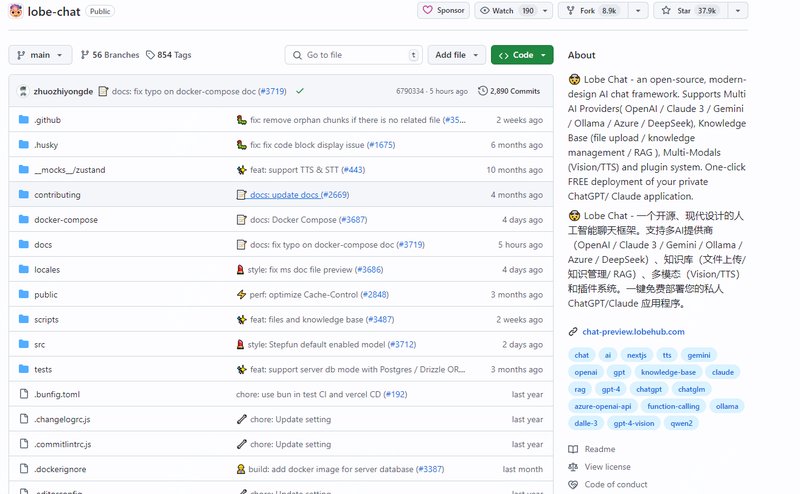 lobe-chat Public
Sponsor Watch 190 Fork 8.9k Star 37.9k
main 56 Branches 854 Tags Go to file t Add file Code
zhuozhiyongde docs: fix typo on docker-compose doc (#3719) 6790334 · 5 hours ago 2,890 Commits
.github fix: remove orphan chunks if there is no related file (#35... 2 weeks ago
.husky fix: fix code block display issue (#1675) 6 months ago
__mocks__/zustand feat: support TTS & STT (#443) 10 months ago
contributing docs: update docs (#2669) 4 months ago
docker-compose docs: Docker Compose (#3687) 4 days ago
docs docs: fix typo on docker-compose doc (#3719) 5 hours ago
locales style: fix ms doc file preview (#3686) 4 days ago
public perf: optimize Cache-Control (#2848) 3 months ago
scripts feat: files and knowledge base (#3487) 2 weeks ago
src style: Stepfun default enabled model (#3712) 2 days ago
tests feat: support server db mode with Postgres / Drizzle OR... 3 months ago
.bunfig.toml chore: use bun in test CI and vercel CD (#192) last year
.changelogrc.js chore: Update setting last year
.commitlintrc.js chore: Update setting last year
.dockerignore build: add docker image for server database (#3387) last month
.editorconfig chore: Update setting last year
About
Lobe Chat - an open-source, modern-
design AI chat framework. Supports Multi
AI Providers( OpenAI / Claude 3 / Gemini
/ Ollama / Azure / DeepSeek), Knowledge
Base (file upload / knowledge
management / RAG ), Multi-Modals
(Vision/TTS) and plugin system. One-click
FREE deployment of your private
ChatGPT/ Claude application.
Lobe Chat - 一个开源、现代设计的人
工智能聊天框架。支持多AI提供商
（OpenAI / Claude 3 / Gemini / Ollama /
Azure / DeepSeek）、知识库（文件上传/
知识管理/ RAG）、多模态（Vision/TTS)
和插件系统。一键免费部署您的私人
ChatGPT/Claude 应用程序。
chat-preview.lobehub.com
chat ai nextjs tts gemini
openai gpt knowledge-base claude
rag gpt-4 chatgpt chatglm
azure-openai-api function-calling ollama
dalle-3 gpt-4-vision qwen2
Readme
View license
Code of conduct